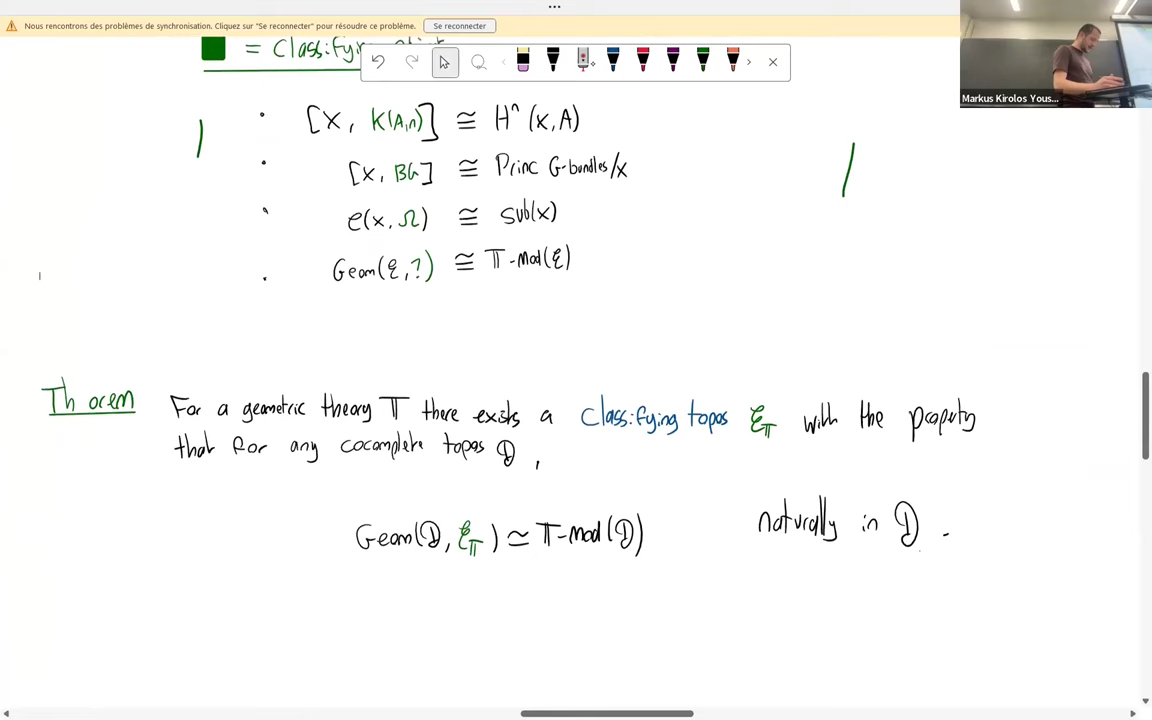 Nous rencontrons des problèmes de synchronisation. Cliquez sur "Se reconnecter" pour résoudre ce problème. Se reconnecter
Markus Kirolos Yous...
= Classifying
[X, K(A,n)] ≅ Hⁿ(X,A)
[X, BG] ≅ Princ G-bundles/X
e(X, Ω) ≅ Sub(X)
Geom(ℰ, ?) ≅ 𝕋-Mod(ℰ)
Thorem For a geometric theory 𝕋 there exists a Classifying topos ℰ_𝕋 with the property
that for any cocomplete topos 𝔻,
Geom(𝔻, ℰ_𝕋) ≃ 𝕋-mod(𝔻) naturally in 𝔻.